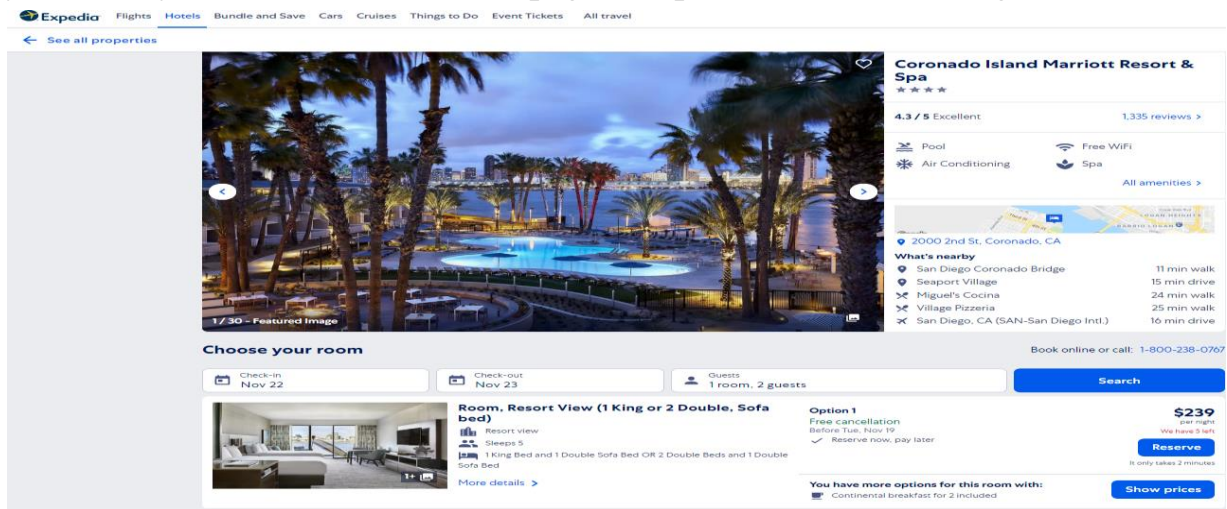 Expedia Flights Hotels Bundle and Save Cars Cruises Things to Do Event Tickets All travel
See all properties
Coronado Island Marriott Resort &
Spa
4.3 / 5 Excellent 1,335 reviews >
Pool Free WiFi
Air Conditioning Spa
All amenities >
2000 2nd St, Coronado, CA
What's nearby
San Diego Coronado Bridge 11 min walk
Seaport Village 15 min drive
Miguel's Cocina 24 min walk
Village Pizzeria 25 min walk
San Diego, CA (SAN-San Diego Intl.) 16 min drive
1 / 30 - Featured Image
Choose your room Book online or call: 1-800-238-0767
Check-in
Nov 22
Check-out
Nov 23
Guests
1 room, 2 guests
Search
Room, Resort View (1 King or 2 Double, Sofa
bed)
Resort view
Sleeps 5
1 King Bed and 1 Double Sofa Bed OR 2 Double Beds and 1 Double
Sofa Bed
More details >
1+
Option 1
Free cancellation
Before Tue, Nov 19
Reserve now, pay later
$239
per night
We have 5 left
Reserve
It only takes 2 minutes
You have more options for this room with:
Continental breakfast for 2 included
Show prices